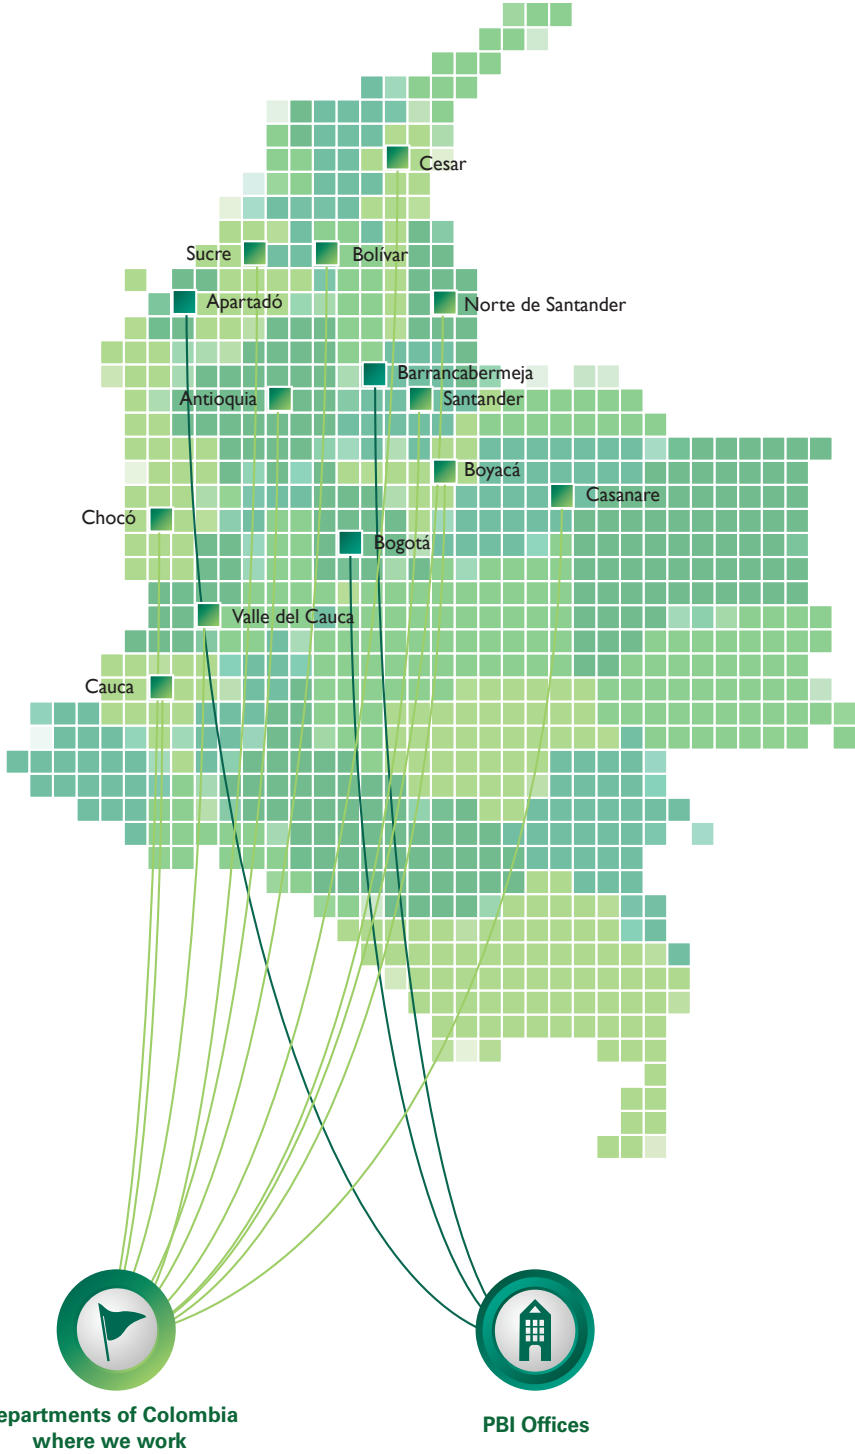 Cesar
Sucre
Bolívar
Apartadó
Norte de Santander
Barrancabermeja
Antioquia
Santander
Boyacá
Casanare
Chocó
Bogotá
Valle del Cauca
Cauca
epartments of Colombia
where we work
PBI Offices